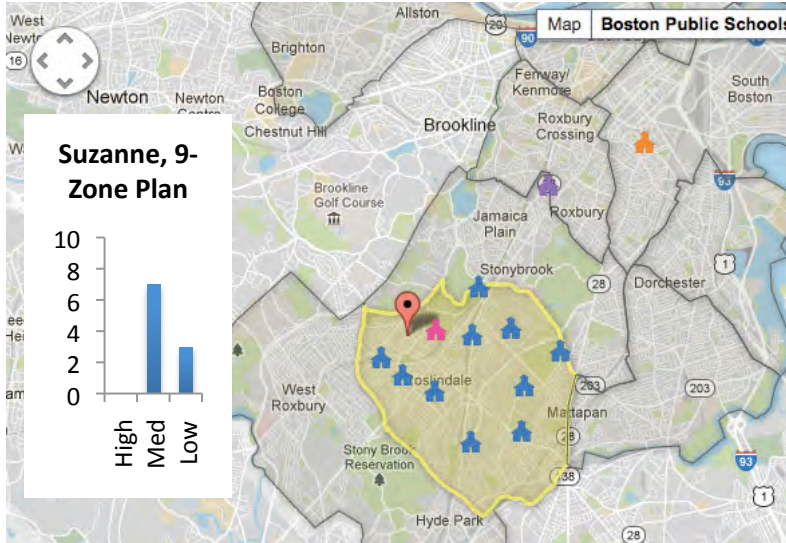 Allston
West
Newto
20
Map
Boston Public Schools
Brighton
90
16
Fenway/
Kenmore
South
Boston
Newton
Newton
Centre
Boston
College
Roxbury
Crossing
Chestnut Hill
Brookline
Suzanne, 9-
Zone Plan
93
Brookline
Golf Course
Jamaica
Plain
Roxbury
10
8
6
4
2
0
High
Med
Low
Stonybrook
1
28
Dorchester
West
Roxbury
oslindale
203
203
Mattapan
28
Stony Brook
Reservation
93
138
1
Hyde Park
28